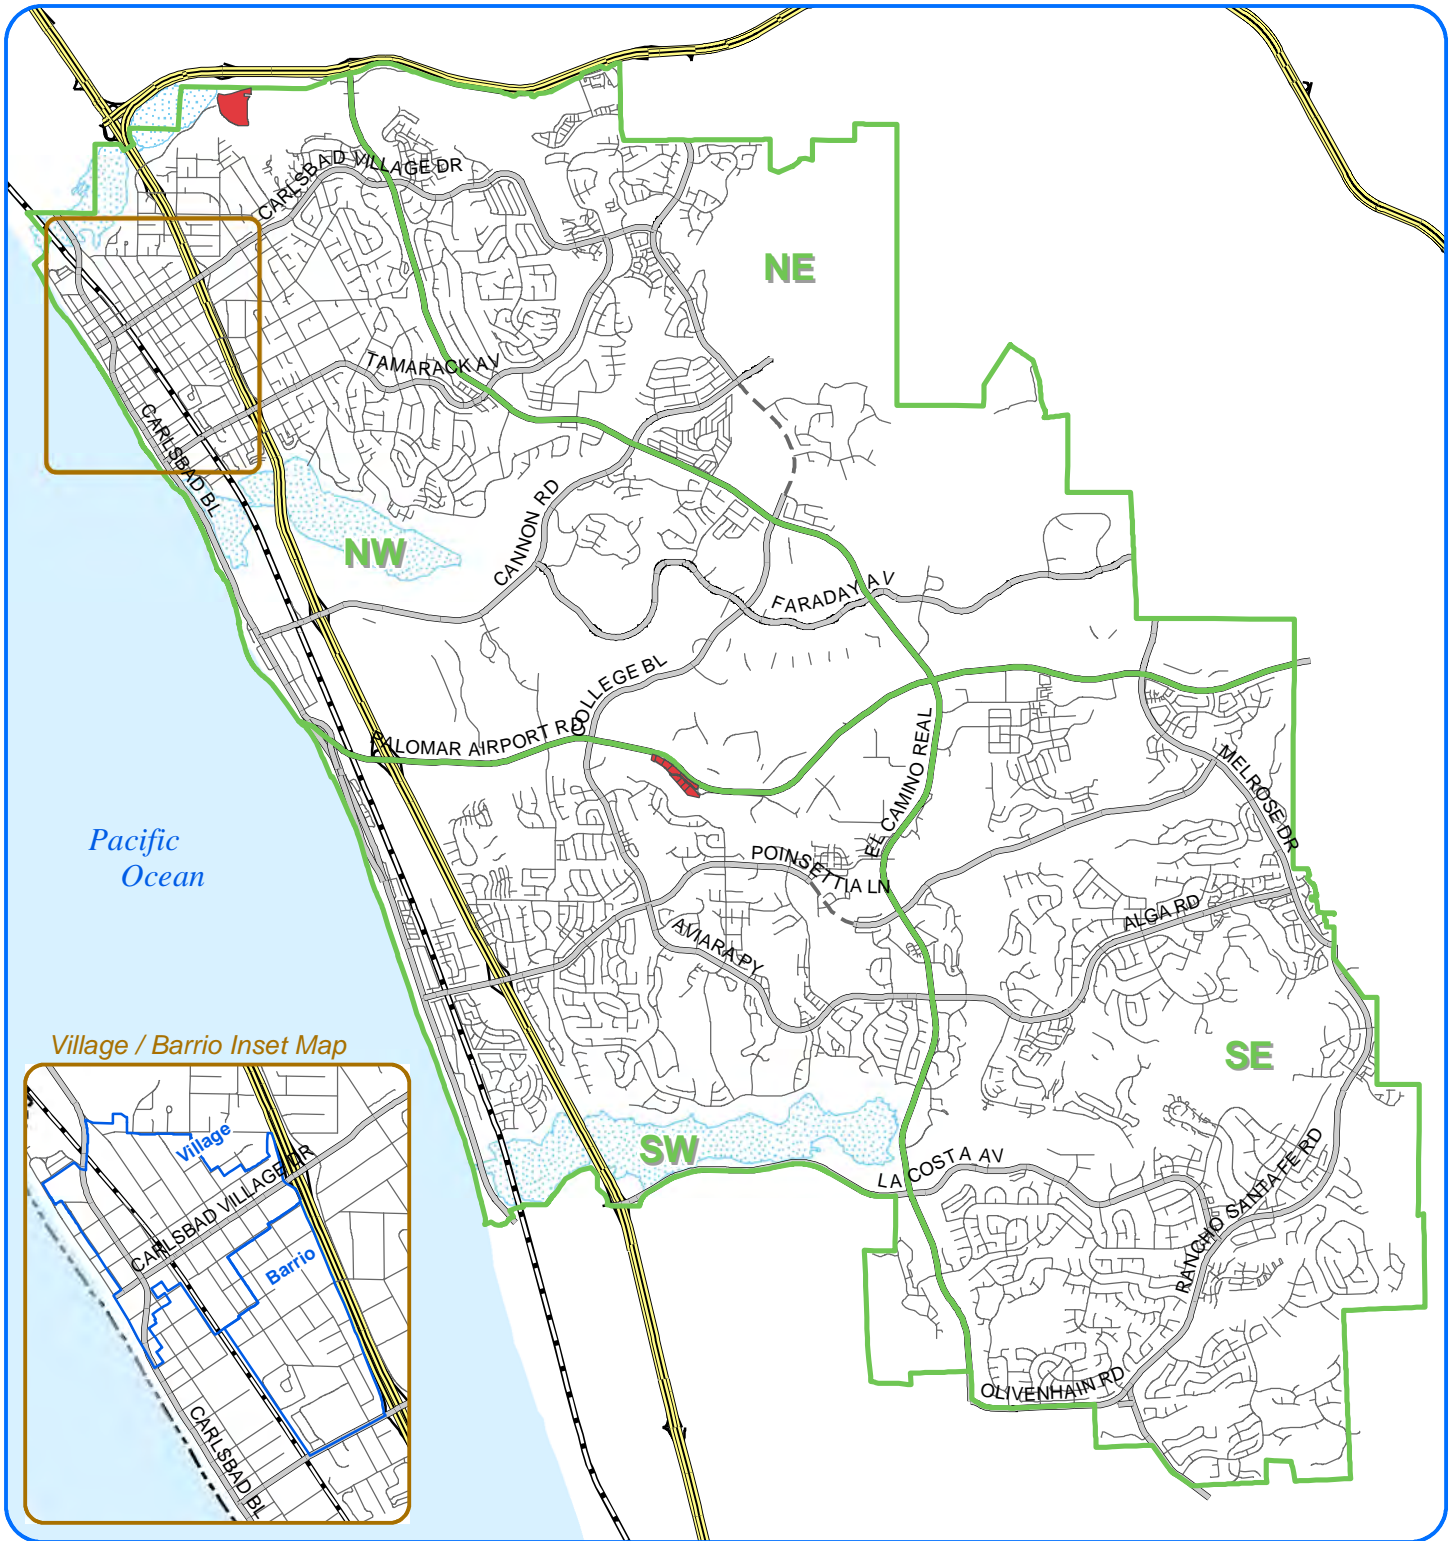 CARLSBAD VILLAGE DR
NE
TAMARACK AV
CARLSBAD BL
NW
CANNON RD
FARADAY AV
COLLEGE BL
PALOMAR AIRPORT RD
EL CAMINO REAL
MELROSE DR
Pacific
Ocean
POINSETTIA LN
ALGA RD
AVIARA PY
SE
SW
LA COSTA AV
RANCHO SANTA FE RD
OLIVENHAIN RD
Village / Barrio Inset Map
Village
CARLSBAD VILLAGE DR
Barrio
CARLSBAD BL